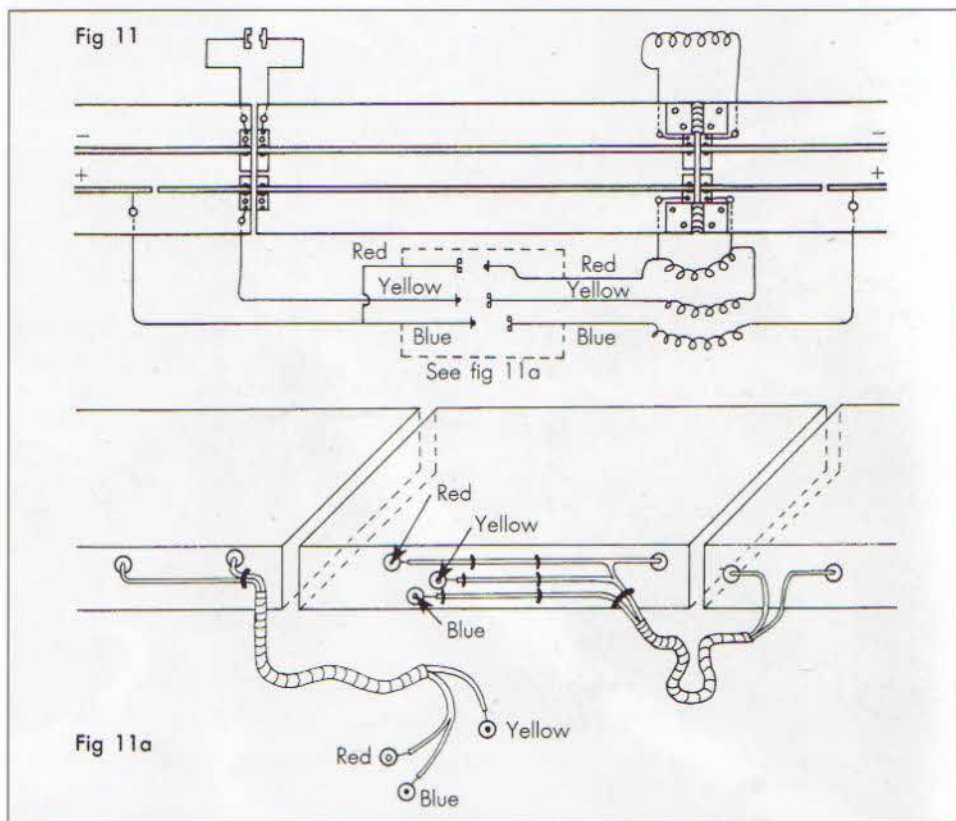 Fig 11
− −
+ +
Red Red
Yellow Yellow
Blue Blue
See fig 11a
Red
Yellow
Blue
Fig 11a
Yellow
Red
Blue